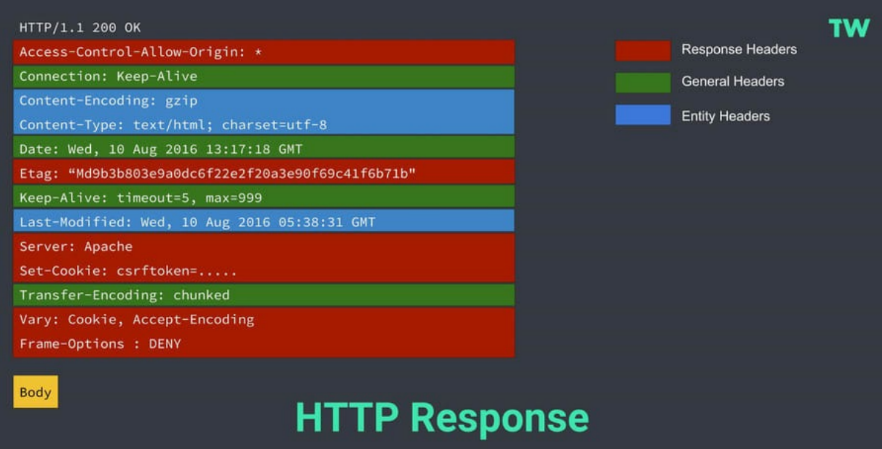 HTTP/1.1 200 OK
Access-Control-Allow-Origin: *
Connection: Keep-Alive
Content-Encoding: gzip
Content-Type: text/html; charset=utf-8
Date: Wed, 10 Aug 2016 13:17:18 GMT
Etag: “Md9b3b803e9a0dc6f22e2f20a3e90f69c41f6b71b"
Keep-Alive: timeout=5, max=999
Last-Modified: Wed, 10 Aug 2016 05:38:31 GMT
Server: Apache
Set-Cookie: csrftoken=.....
Transfer-Encoding: chunked
Vary: Cookie, Accept-Encoding
Frame-Options : DENY
Body
TW
Response Headers
General Headers
Entity Headers
HTTP Response